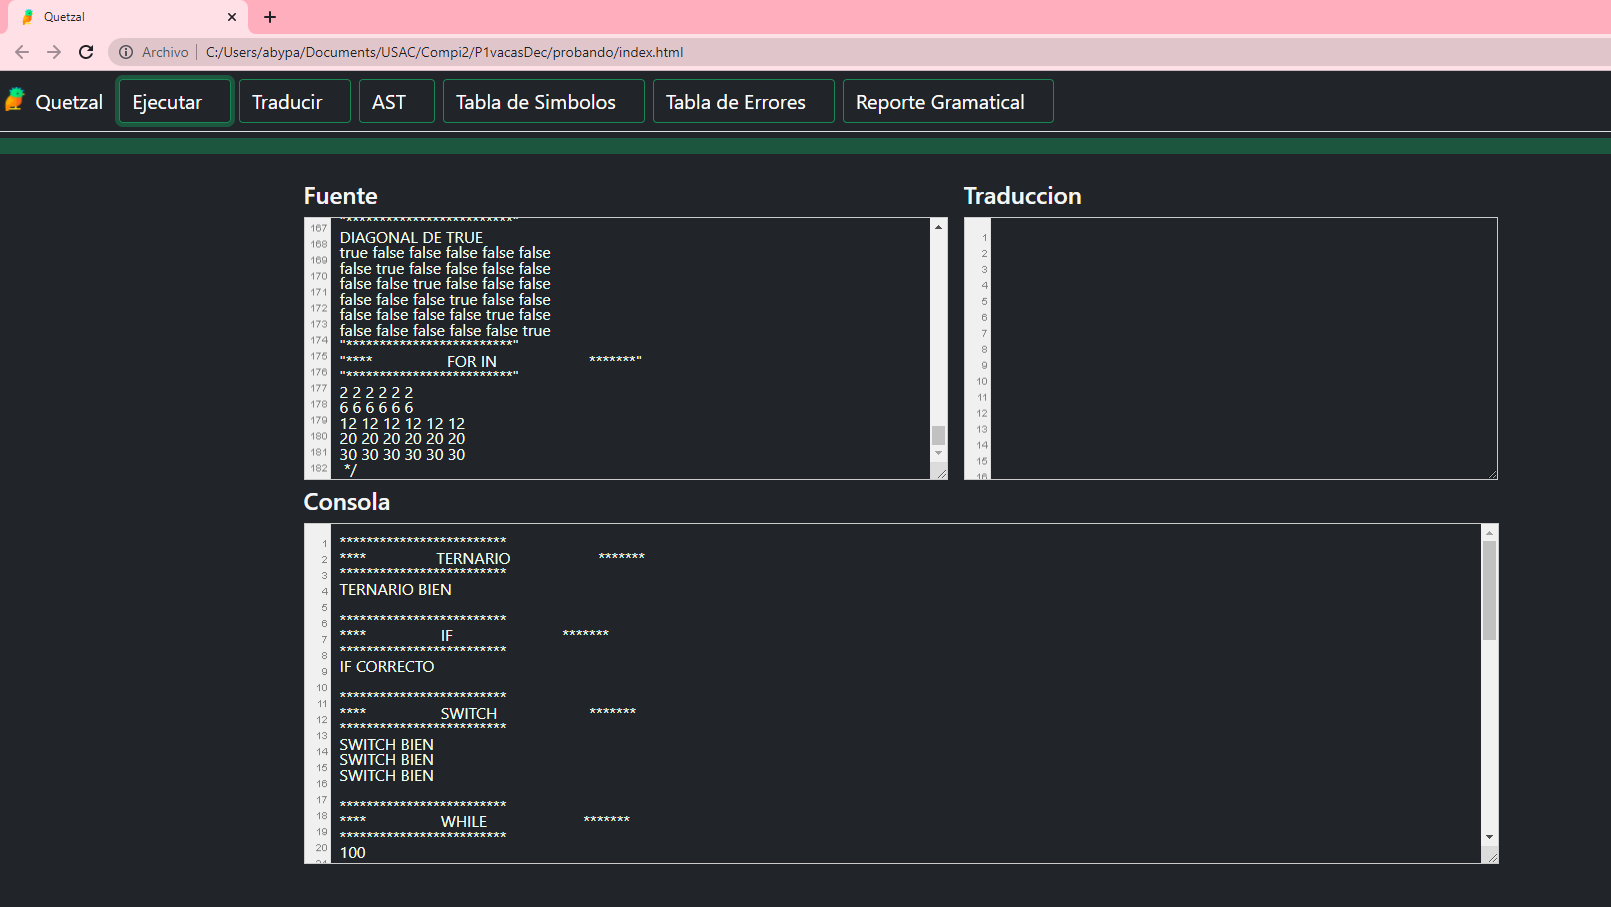 Quetzal
Archivo C:/Users/abypa/Documents/USAC/Compi2/P1vacasDec/probando/index.html
Quetzal Ejecutar Traducir AST Tabla de Simbolos Tabla de Errores Reporte Gramatical
Fuente
167
168 DIAGONAL DE TRUE
169 true false false false false false
170 false true false false false false
171 false false true false false false
172 false false false true false false
173 false false false false true false
174 false false false false false true
175 "*************************"
176 "**** FOR IN *******"
177 "*************************"
178 2 2 2 2 2 2
179 6 6 6 6 6 6
180 12 12 12 12 12 12
181 20 20 20 20 20 20
182 30 30 30 30 30 30
*/
Traduccion
1
2
3
4
5
6
7
8
9
10
11
12
13
14
15
16
Consola
1 *************************
2 **** TERNARIO *******
3 *************************
4 TERNARIO BIEN
5
6 *************************
7 **** IF *******
8 *************************
9 IF CORRECTO
10
11 *************************
12 **** SWITCH *******
13 *************************
14 SWITCH BIEN
15 SWITCH BIEN
16 SWITCH BIEN
17
18 *************************
19 **** WHILE *******
20 *************************
100